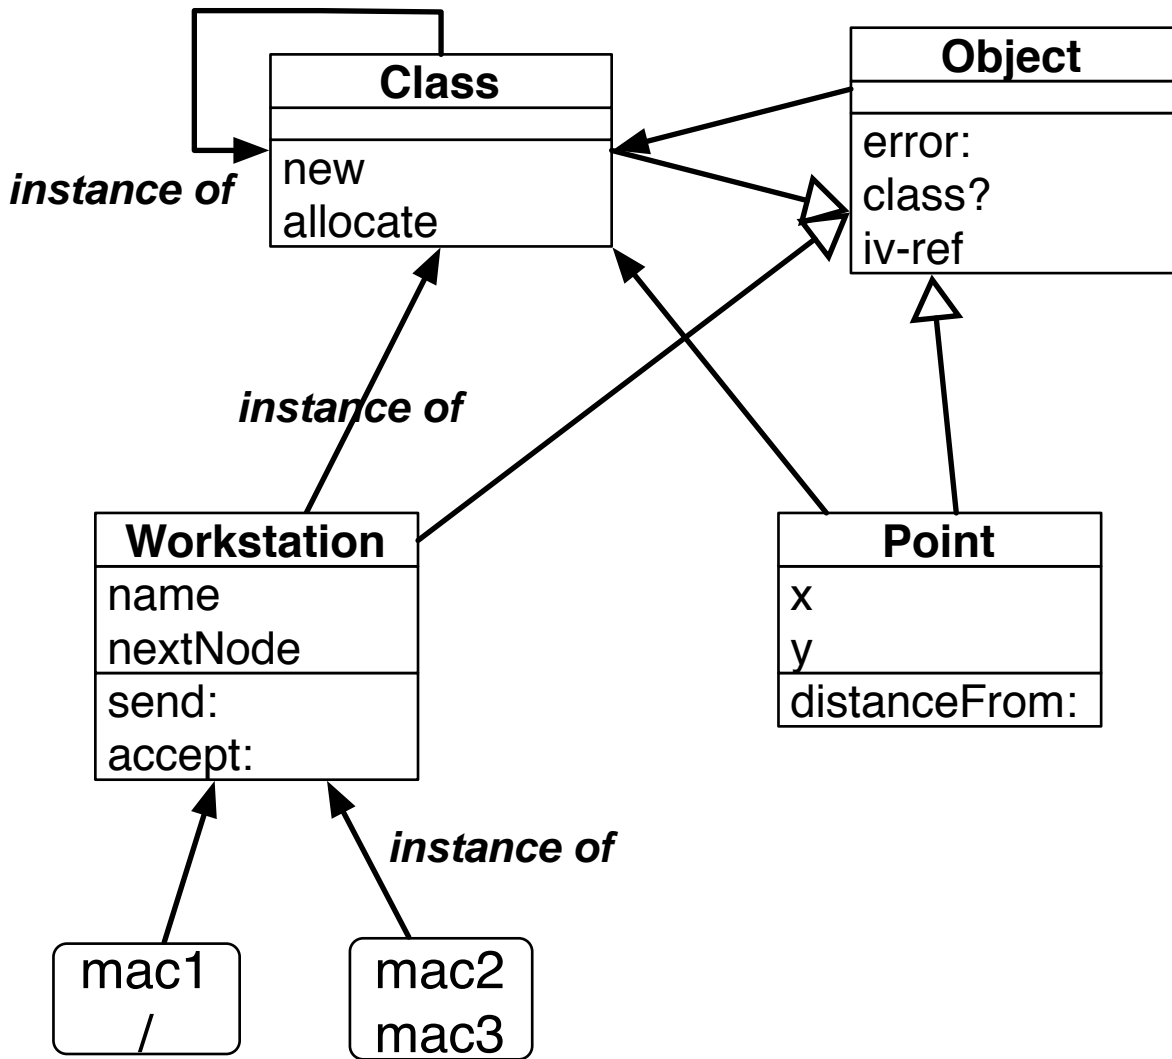 Class
new
allocate
Object
error:
class?
iv-ref
instance of
instance of
Workstation
name
nextNode
send:
accept:
Point
x
y
distanceFrom:
instance of
mac1
/
mac2
mac3